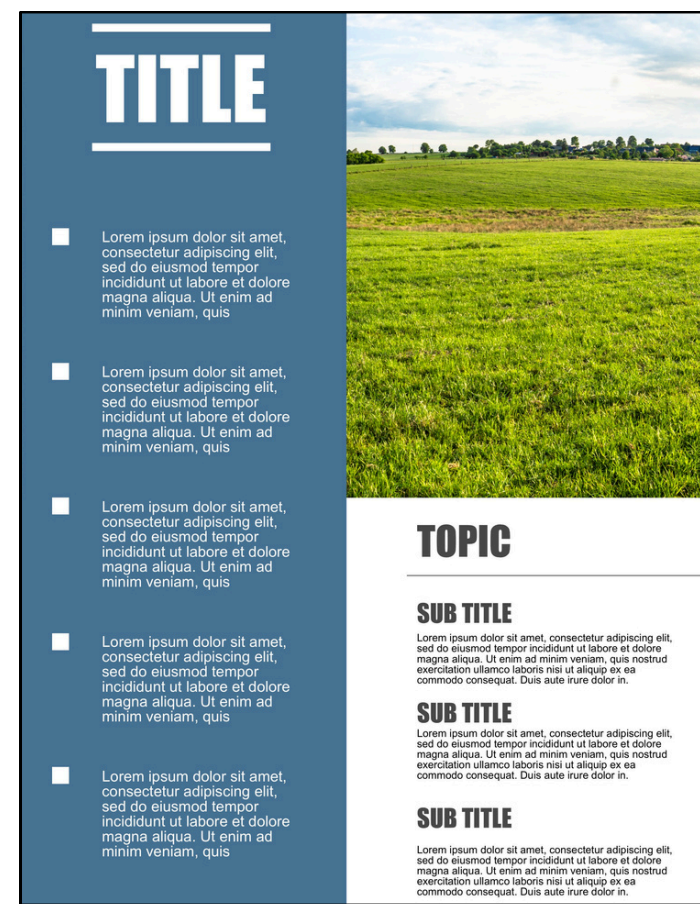 TITLE
Lorem ipsum dolor sit amet,
consectetur adipiscing elit,
sed do eiusmod tempor
incididunt ut labore et dolore
magna aliqua. Ut enim ad
minim veniam, quis
Lorem ipsum dolor sit amet,
consectetur adipiscing elit,
sed do eiusmod tempor
incididunt ut labore et dolore
magna aliqua. Ut enim ad
minim veniam, quis
Lorem ipsum dolor sit amet,
consectetur adipiscing elit,
sed do eiusmod tempor
incididunt ut labore et dolore
magna aliqua. Ut enim ad
minim veniam, quis
Lorem ipsum dolor sit amet,
consectetur adipiscing elit,
sed do eiusmod tempor
incididunt ut labore et dolore
magna aliqua. Ut enim ad
minim veniam, quis
Lorem ipsum dolor sit amet,
consectetur adipiscing elit,
sed do eiusmod tempor
incididunt ut labore et dolore
magna aliqua. Ut enim ad
minim veniam, quis
TOPIC
SUB TITLE
Lorem ipsum dolor sit amet, consectetur adipiscing elit,
sed do eiusmod tempor incididunt ut labore et dolore
magna aliqua. Ut enim ad minim veniam, quis nostrud
exercitation ullamco laboris nisi ut aliquip ex ea
commodo consequat. Duis aute irure dolor in.
SUB TITLE
Lorem ipsum dolor sit amet, consectetur adipiscing elit,
sed do eiusmod tempor incididunt ut labore et dolore
magna aliqua. Ut enim ad minim veniam, quis nostrud
exercitation ullamco laboris nisi ut aliquip ex ea
commodo consequat. Duis aute irure dolor in.
SUB TITLE
Lorem ipsum dolor sit amet, consectetur adipiscing elit,
sed do eiusmod tempor incididunt ut labore et dolore
magna aliqua. Ut enim ad minim veniam, quis nostrud
exercitation ullamco laboris nisi ut aliquip ex ea
commodo consequat. Duis aute irure dolor in.